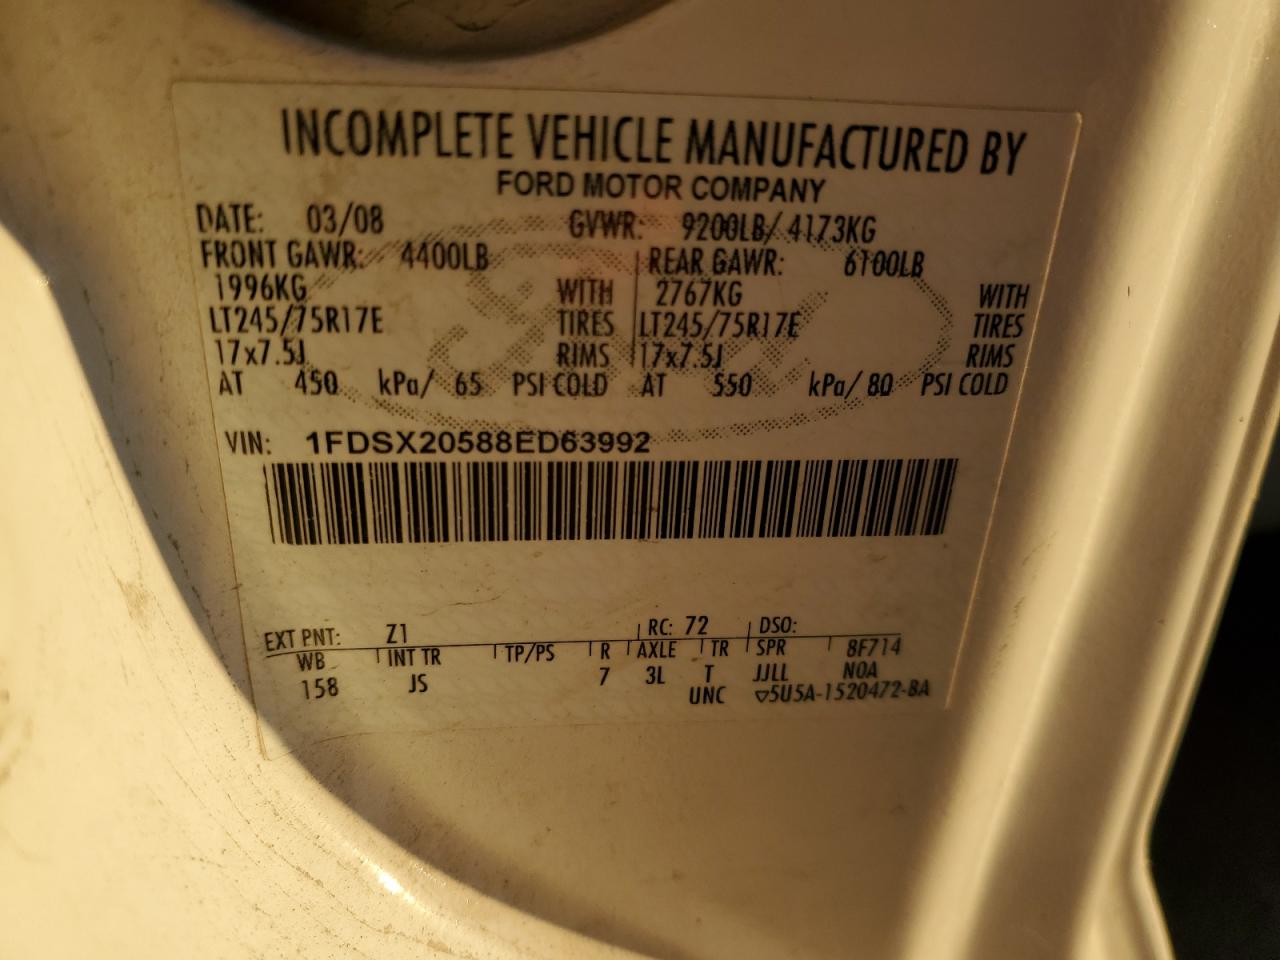 INCOMPLETE VEHICLE MANUFACTURED BY
FORD MOTOR COMPANY
DATE: 03/08 GVWR: 9200LB/ 4173KG
FRONT GAWR: 4400LB REAR GAWR: 6100LB
1996KG WITH 2767KG WITH
LT245/75R17E TIRES LT245/75R17E TIRES
17x7.5J RIMS 17x7.5J RIMS
AT 450 kPa/ 65 PSI COLD AT 550 kPa/ 80 PSI COLD
VIN: 1FDSX20588ED63992
EXT PNT: Z1 RC: 72 DSO:
WB INT TR TP/PS R AXLE TR SPR 8F714
158 JS 7 3L T JJLL N0A
UNC ▽5U5A-1520472-BA